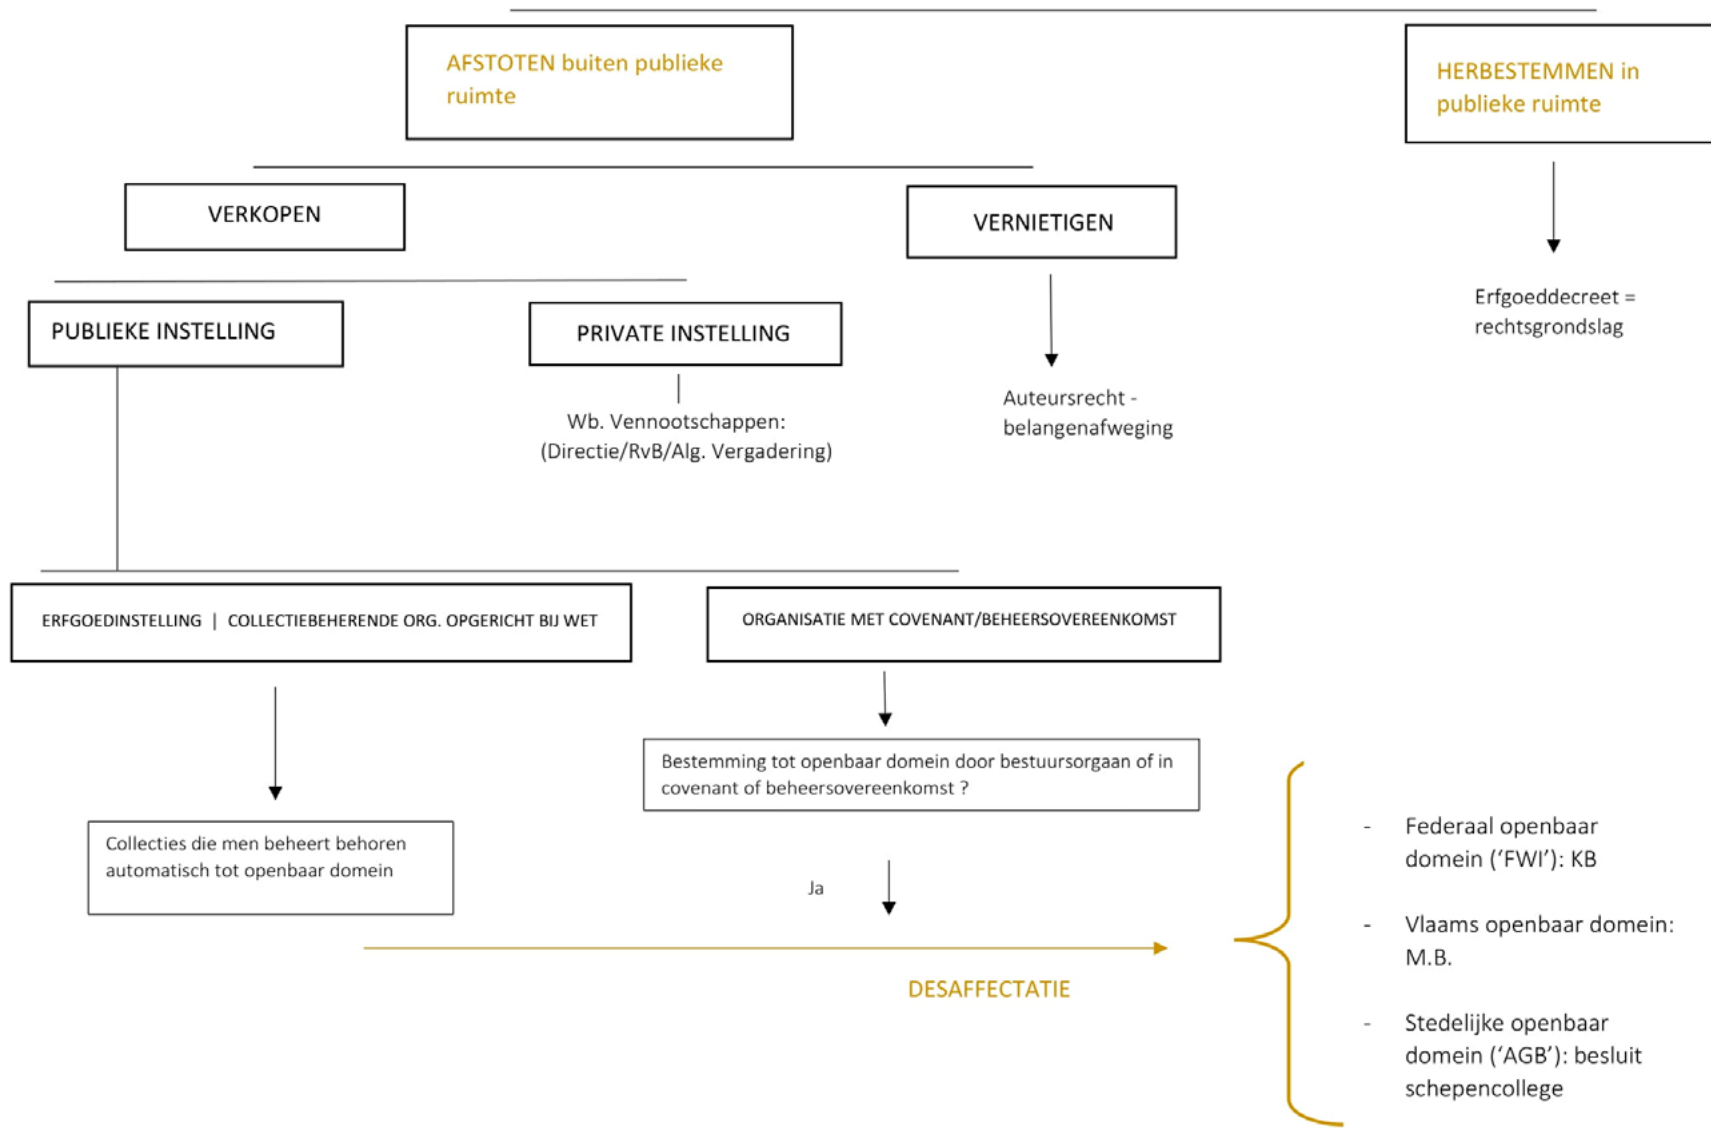 AFSTOTEN buiten publieke
ruimte
HERBESTEMMEN in
publieke ruimte
VERKOPEN
VERNIETIGEN
PUBLIEKE INSTELLING
PRIVATE INSTELLING
Erfgoeddecreet =
rechtsgrondslag
Wb. Vennootschappen:
(Directie/RvB/Alg. Vergadering)
Auteursrecht -
belangenafweging
ERFGOEDINSTELLING | COLLECTIEBEHERENDE ORG. OPGERICHT BIJ WET
ORGANISATIE MET COVENANT/BEHEERSOVEREENKOMST
Collecties die men beheert behoren
automatisch tot openbaar domein
Bestemming tot openbaar domein door bestuursorgaan of in
covenant of beheersovereenkomst ?
Ja
DESAFFECTATIE
- Federaal openbaar
domein (‘FWI’): KB
- Vlaams openbaar domein:
M.B.
- Stedelijke openbaar
domein (‘AGB’): besluit
schepencollege